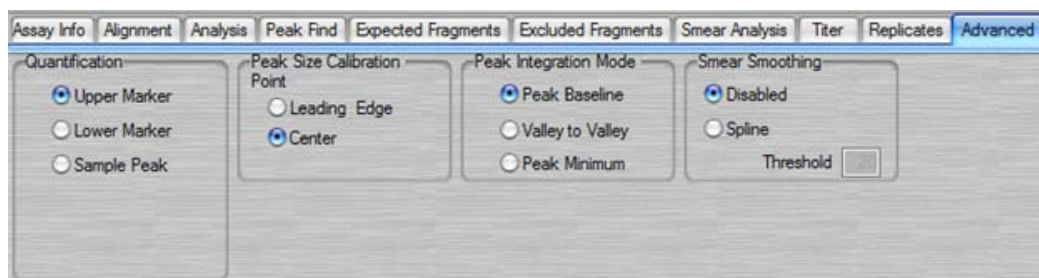 Assay Info Alignment Analysis Peak Find Expected Fragments Excluded Fragments Smear Analysis Titer Replicates Advanced
Quantification
Upper Marker
Lower Marker
Sample Peak
Peak Size Calibration
Point
Leading Edge
Center
Peak Integration Mode
Peak Baseline
Valley to Valley
Peak Minimum
Smear Smoothing
Disabled
Spline
Threshold 20